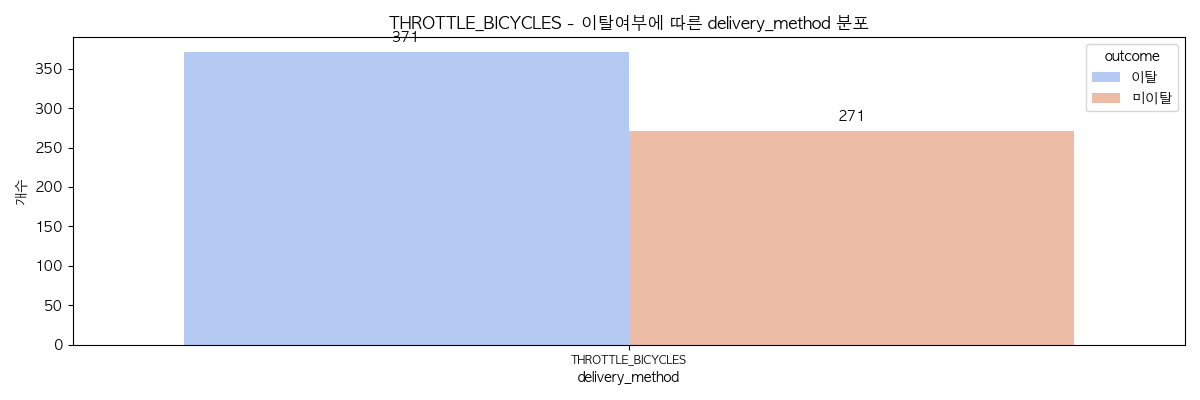 THROTTLE_BICYCLES - 이탈여부에 따른 delivery_method 분포
371
271
outcome
이탈
미이탈
개수
350
300
250
200
150
100
50
0
THROTTLE_BICYCLES
delivery_method